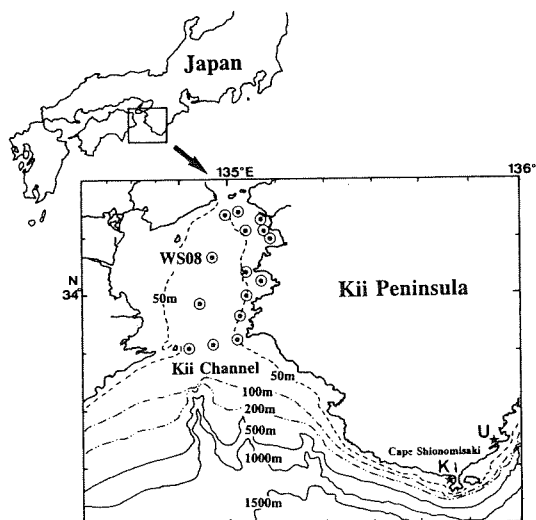 Japan
135°E
136°
WS08
N
34°
50m
Kii Peninsula
Kii Channel
50m
100m
200m
500m
1000m
1500m
Cape Shionomisaki
U
K